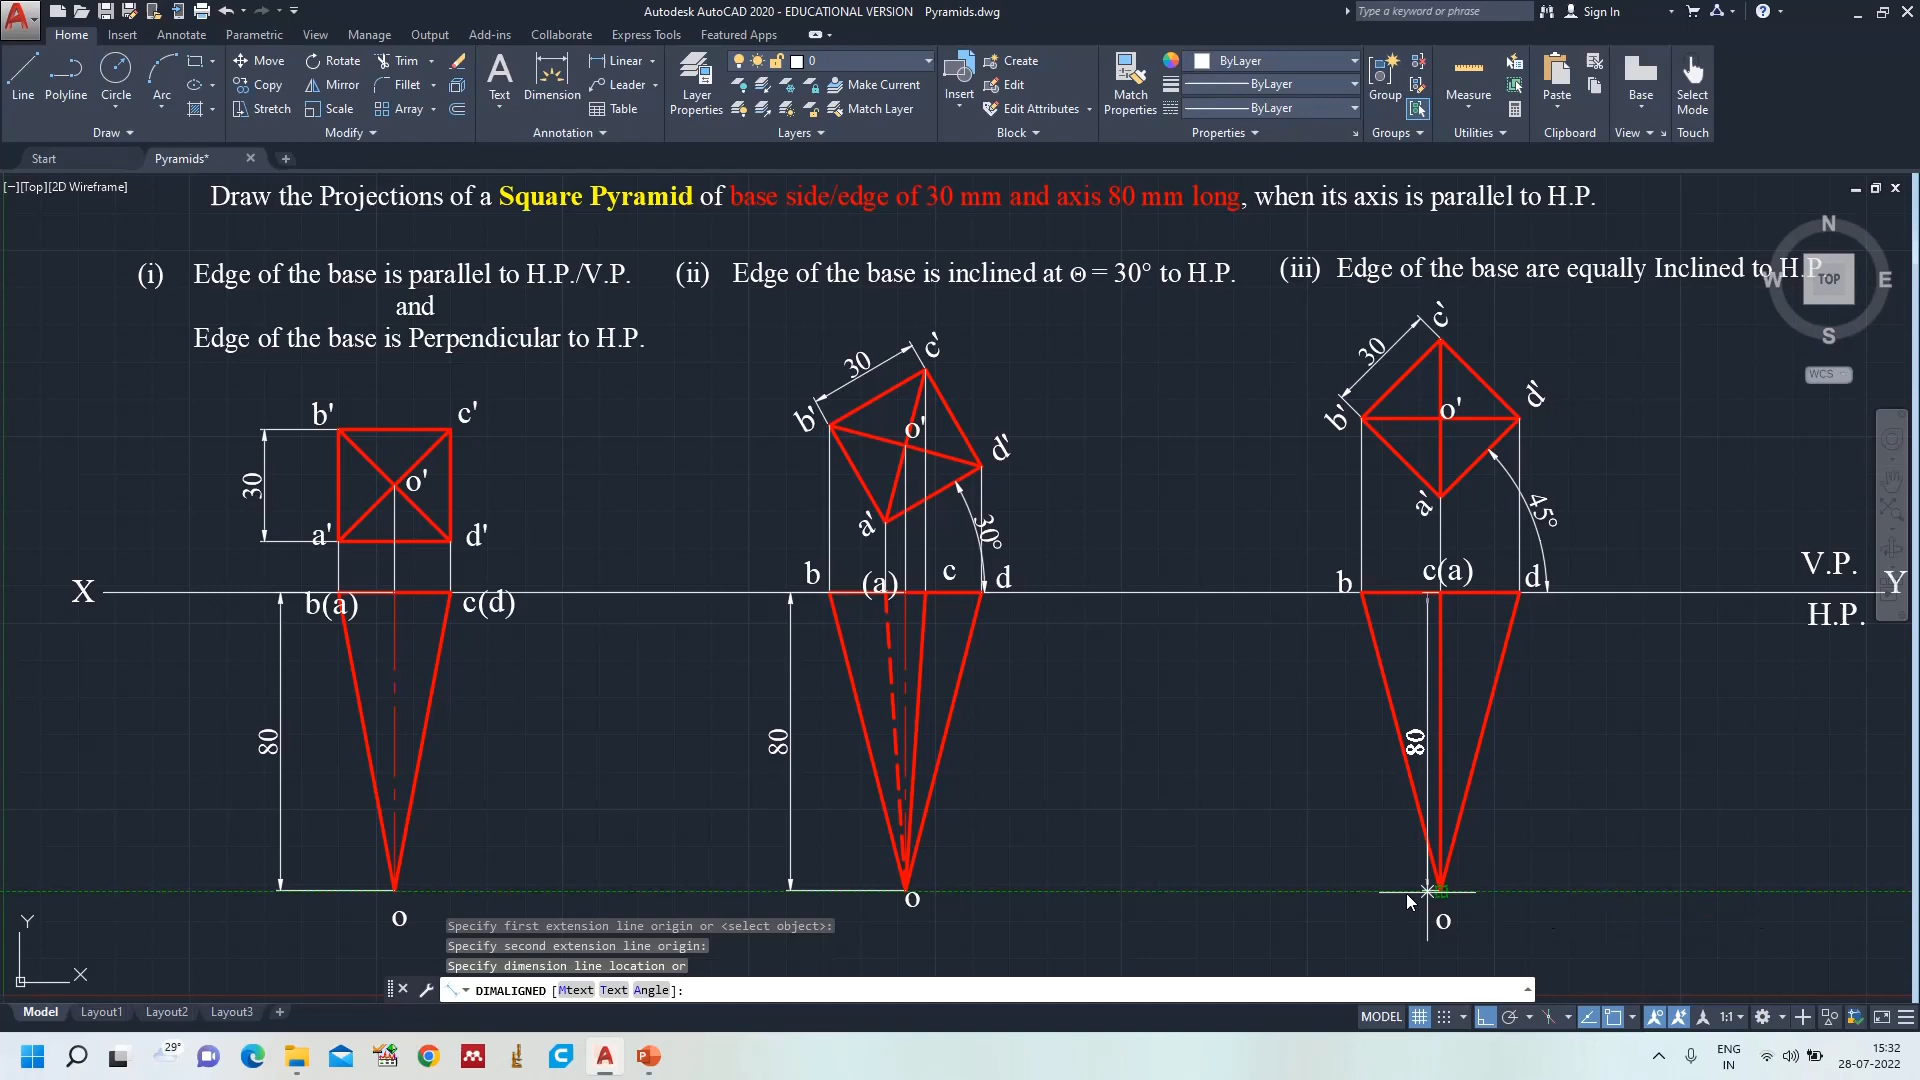 Autodesk AutoCAD 2020 - EDUCATIONAL VERSION Pyramids.dwg
Type a keyword or phrase
Sign In
Home Insert Annotate Parametric View Manage Output Add-ins Collaborate Express Tools Featured Apps
Line Polyline Circle Arc
Move Rotate Trim
Copy Mirror Fillet
Stretch Scale Array
Text Dimension
Linear
Leader
Table
Layer Properties
0
Make Current
Match Layer
Insert
Create
Edit
Edit Attributes
Match Properties
ByLayer
ByLayer
ByLayer
Group
Measure
Paste
Base
Select Mode
Draw Modify Annotation Layers Block Properties Groups Utilities Clipboard View Touch
Start Pyramids*
[−][Top][2D Wireframe]
Draw the Projections of a Square Pyramid of base side/edge of 30 mm and axis 80 mm long, when its axis is parallel to H.P.
(i) Edge of the base is parallel to H.P./V.P.
and
Edge of the base is Perpendicular to H.P.
(ii) Edge of the base is inclined at Θ = 30° to H.P.
(iii) Edge of the base are equally Inclined to H.P
N
W TOP E
S
WCS
b' c'
30 o'
a' d'
30 c'
b' o'
d'
a' 30°
30 c'
b' o' d'
a' 45°
X b(a) c(d)
b (a) c d
b c(a) d
V.P.
Y
H.P.
80
80
80
o
o
o
Y
X
Specify first extension line origin or <select object>:
Specify second extension line origin:
Specify dimension line location or
DIMALIGNED [Mtext Text Angle]:
Model Layout1 Layout2 Layout3
MODEL 1:1
29°
ENG
IN
15:32
28-07-2022